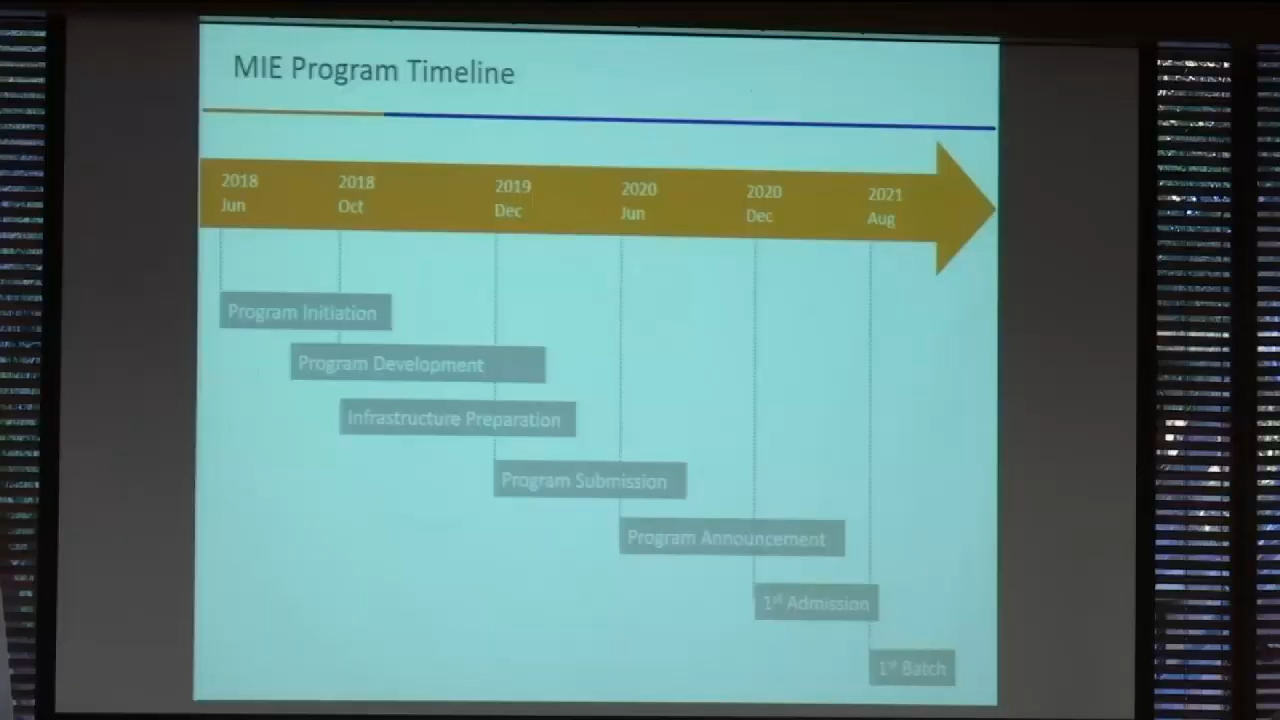 MIE Program Timeline
2018 Jun
2018 Oct
2019 Dec
2020 Jun
2020 Dec
2021 Aug
Program Initiation
Program Development
Infrastructure Preparation
Program Submission
Program Announcement
1st Admission
1st Batch